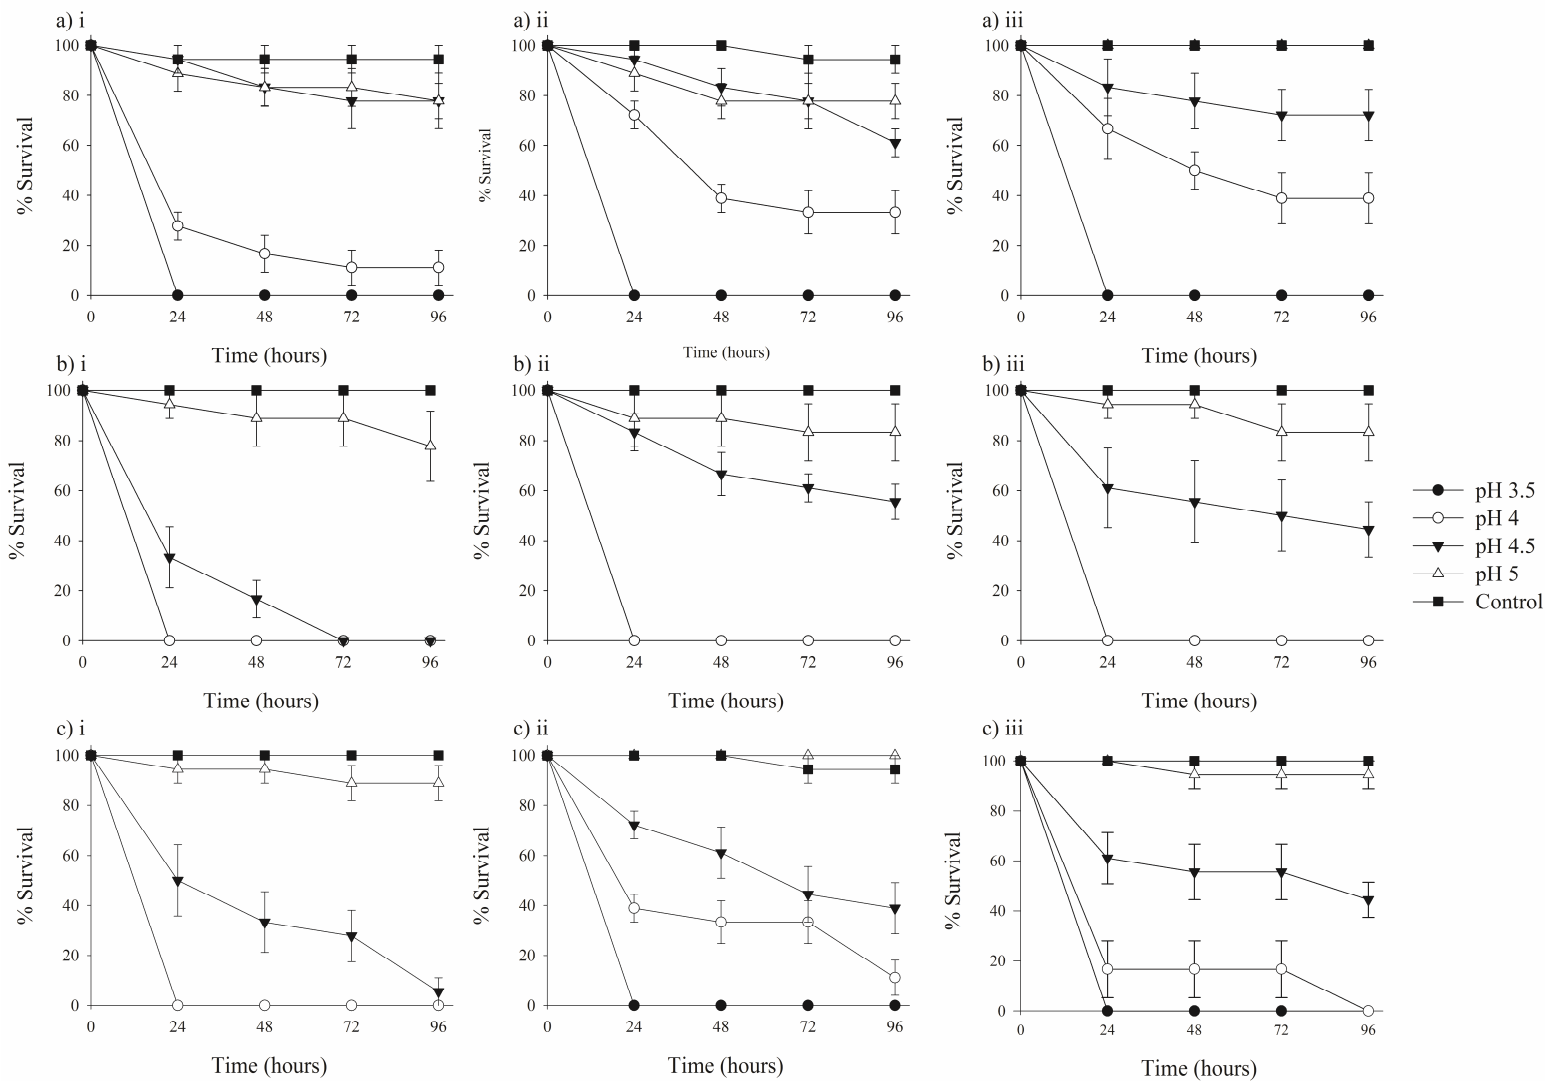 a) i
a) ii
a) iii
100
80
60
40
20
0
% Survival
0 24 48 72 96
Time (hours)
100
80
60
40
20
0
% Survival
0 24 48 72 96
Time (hours)
100
80
60
40
20
0
% Survival
0 24 48 72 96
Time (hours)
b) i
b) ii
b) iii
100
80
60
40
20
0
% Survival
0 24 48 72 96
Time (hours)
100
80
60
40
20
0
% Survival
0 24 48 72 96
Time (hours)
100
80
60
40
20
0
% Survival
0 24 48 72 96
Time (hours)
pH 3.5
pH 4
pH 4.5
pH 5
Control
c) i
c) ii
c) iii
100
80
60
40
20
0
% Survival
0 24 48 72 96
Time (hours)
100
80
60
40
20
0
% Survival
0 24 48 72 96
Time (hours)
100
80
60
40
20
0
% Survival
0 24 48 72 96
Time (hours)